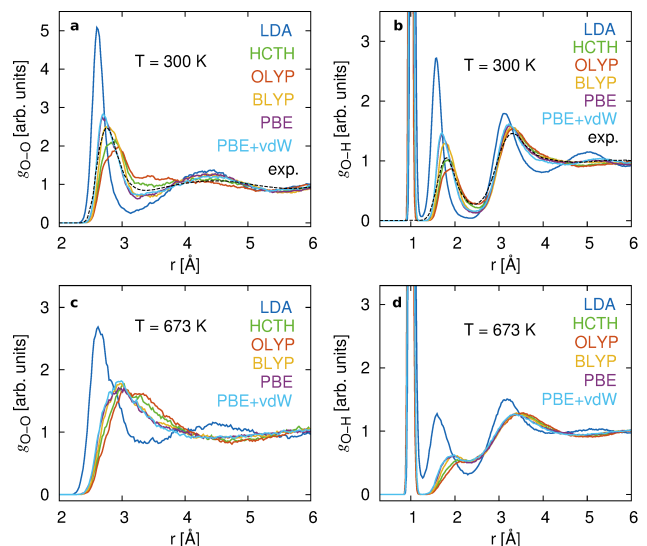 a
LDA
HCTH
OLYP
BLYP
PBE
PBE+vdW
exp.
T = 300 K
gO−O [arb. units]
5
4
3
2
1
0
2 3 4 5 6
r [Å]
b
LDA
HCTH
OLYP
BLYP
PBE
PBE+vdW
exp.
T = 300 K
gO−H [arb. units]
3
2
1
0
1 2 3 4 5 6
r [Å]
c
LDA
HCTH
OLYP
BLYP
PBE
PBE+vdW
T = 673 K
gO−O [arb. units]
3
2
1
0
2 3 4 5 6
r [Å]
d
LDA
HCTH
OLYP
BLYP
PBE
PBE+vdW
T = 673 K
gO−H [arb. units]
3
2
1
0
1 2 3 4 5 6
r [Å]